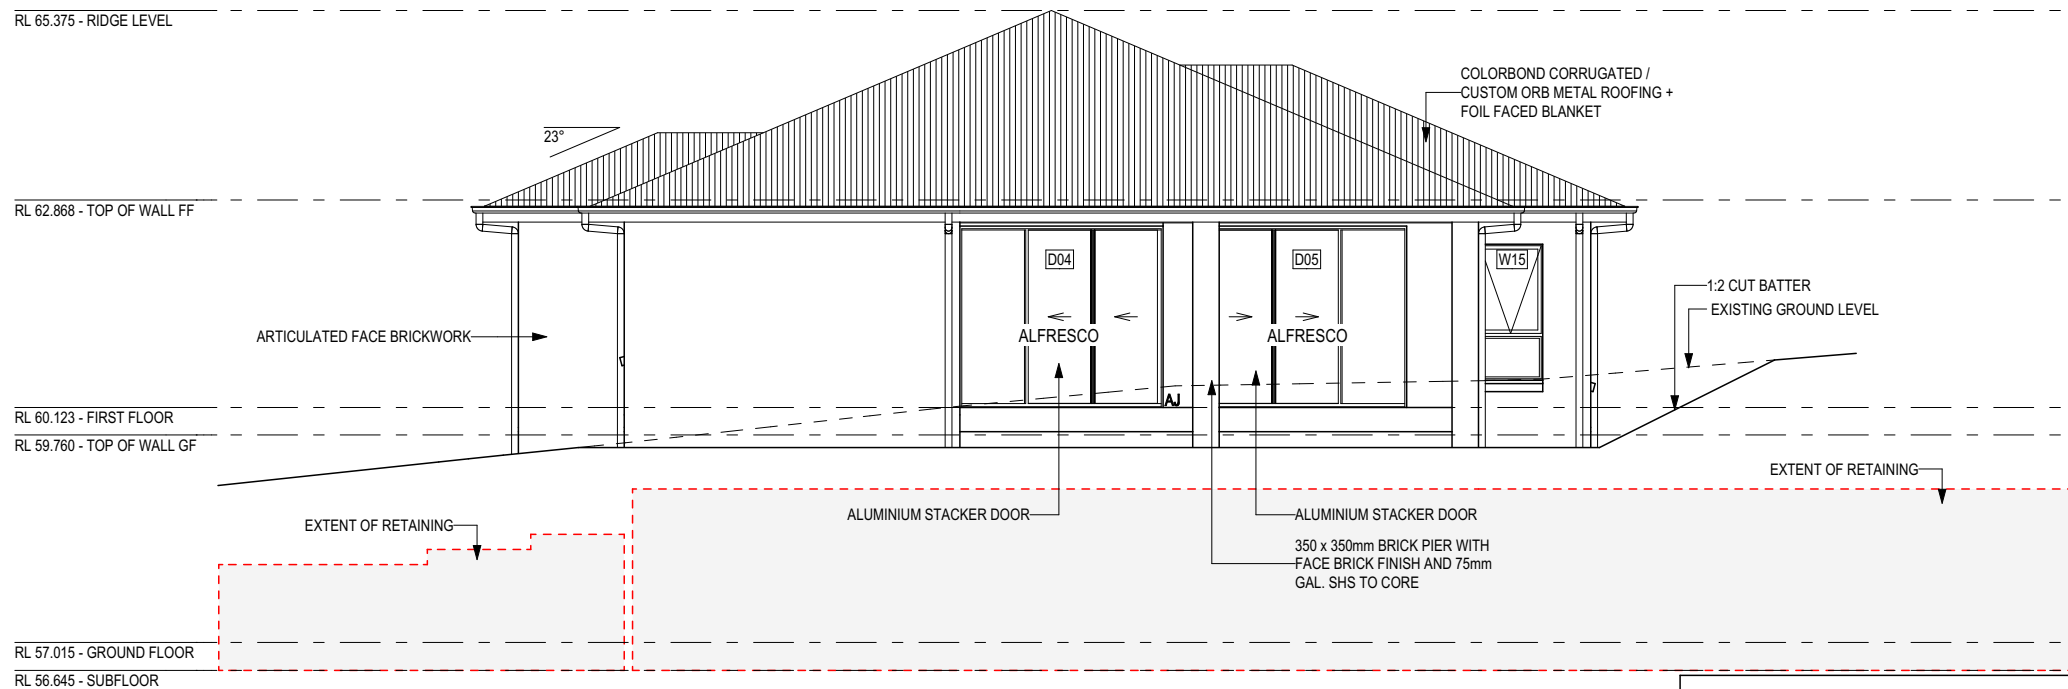 RL 65.375 - RIDGE LEVEL
COLORBOND CORRUGATED /
CUSTOM ORB METAL ROOFING +
FOIL FACED BLANKET
23°
RL 62.868 - TOP OF WALL FF
D04
D05
W15
1:2 CUT BATTER
EXISTING GROUND LEVEL
ARTICULATED FACE BRICKWORK
ALFRESCO
ALFRESCO
AJ
RL 60.123 - FIRST FLOOR
RL 59.760 - TOP OF WALL GF
EXTENT OF RETAINING
EXTENT OF RETAINING
ALUMINIUM STACKER DOOR
ALUMINIUM STACKER DOOR
350 x 350mm BRICK PIER WITH
FACE BRICK FINISH AND 75mm
GAL. SHS TO CORE
RL 57.015 - GROUND FLOOR
RL 56.645 - SUBFLOOR